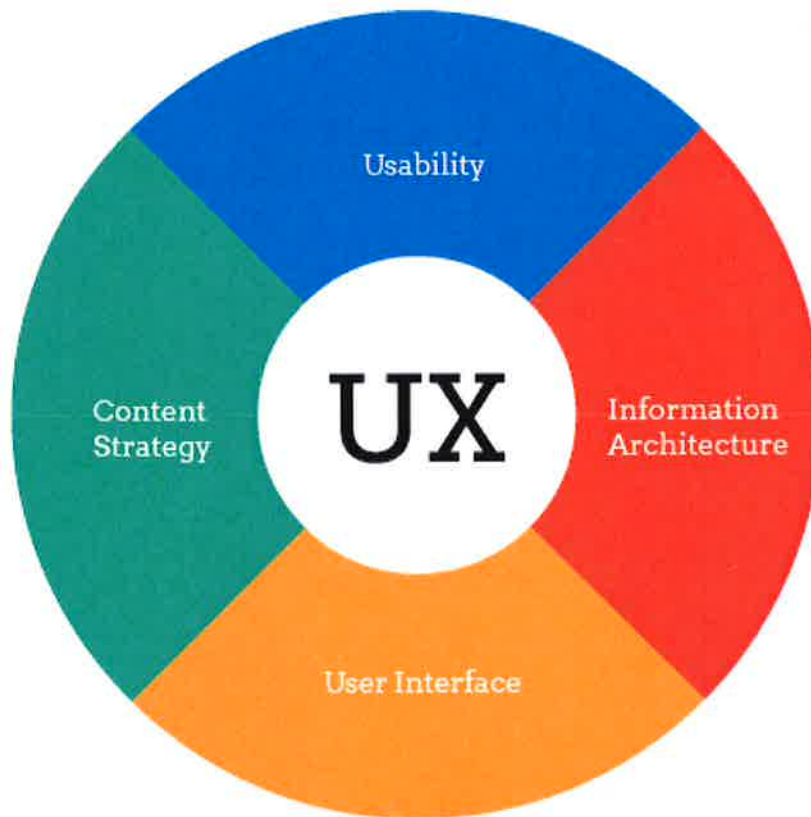 Usability
Content
Strategy
UX
Information
Architecture
User Interface